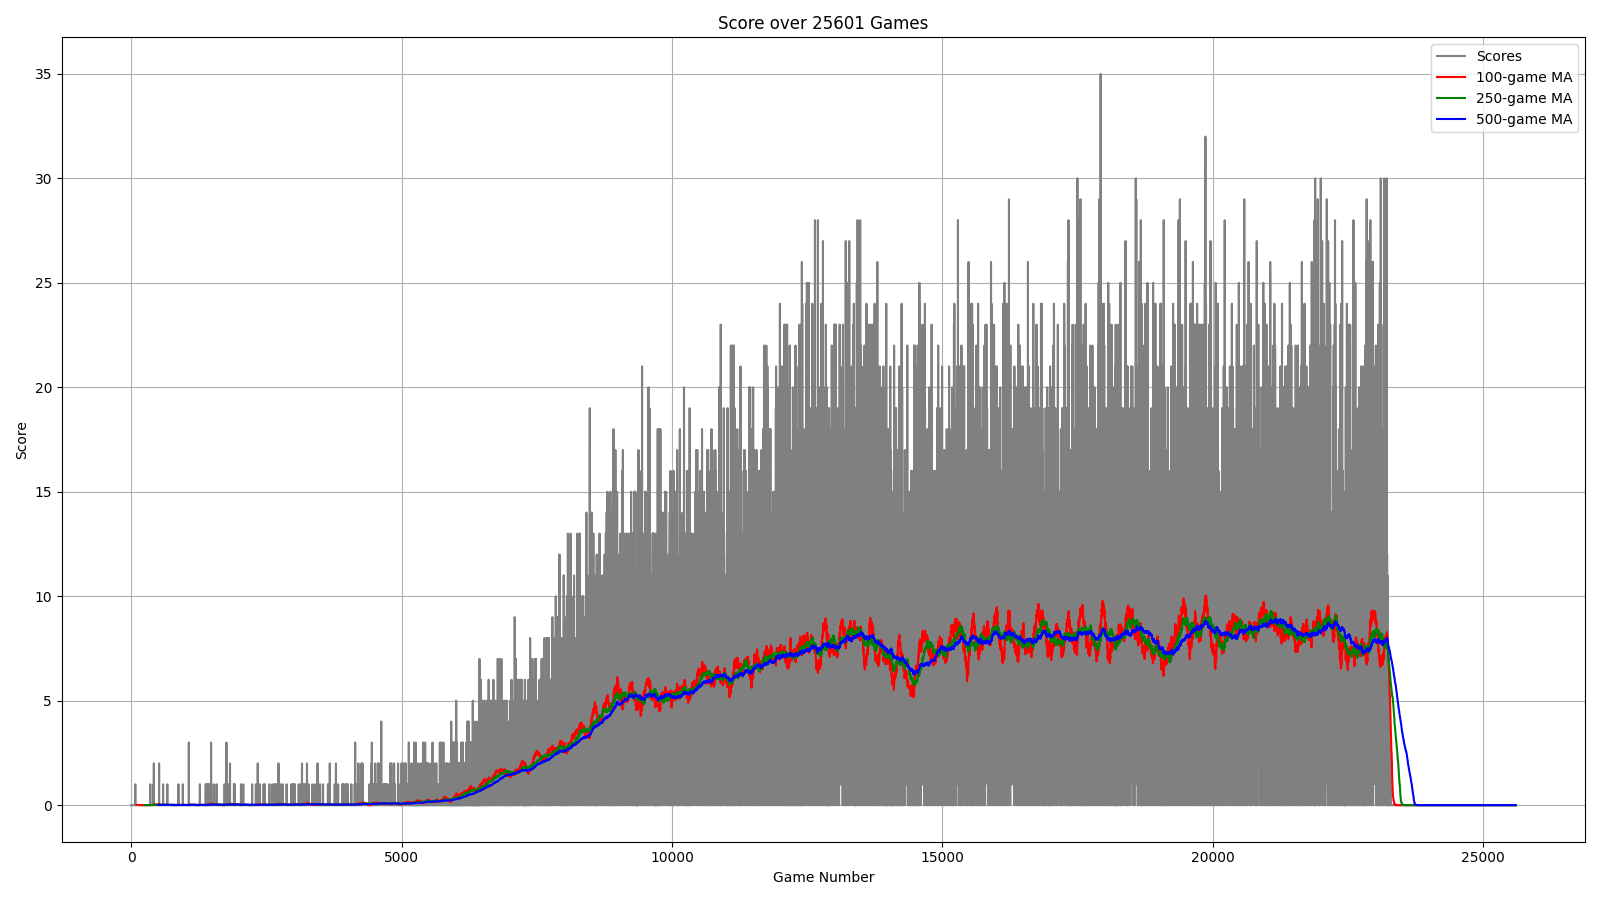 Score over 25601 Games
Scores
100-game MA
250-game MA
500-game MA
Score
35
30
25
20
15
10
5
0
0 5000 10000 15000 20000 25000
Game Number